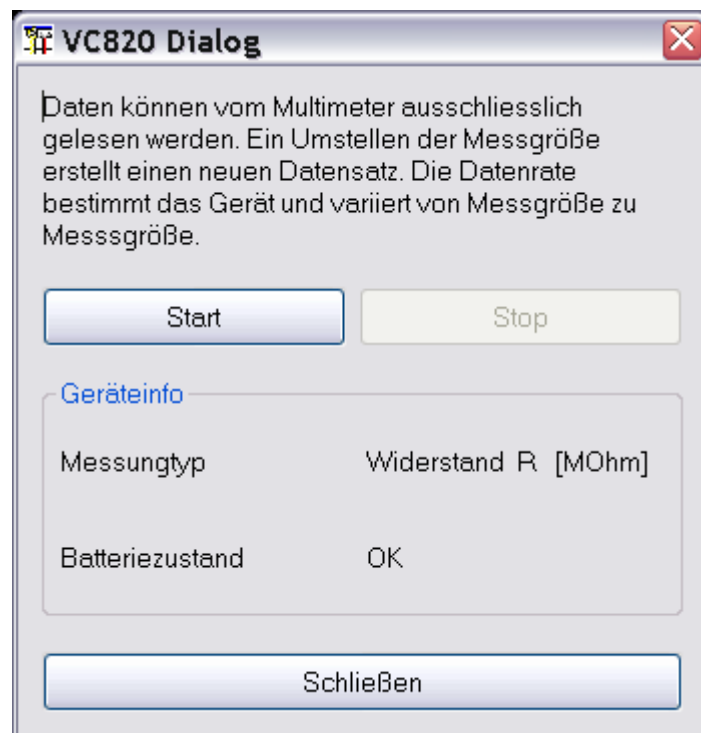 VC820 Dialog
Daten können vom Multimeter ausschliesslich
gelesen werden. Ein Umstellen der Messgröße
erstellt einen neuen Datensatz. Die Datenrate
bestimmt das Gerät und variiert von Messgröße zu
Messsgröße.
Start Stop
Geräteinfo
Messungtyp Widerstand R [MOhm]
Batteriezustand OK
Schließen